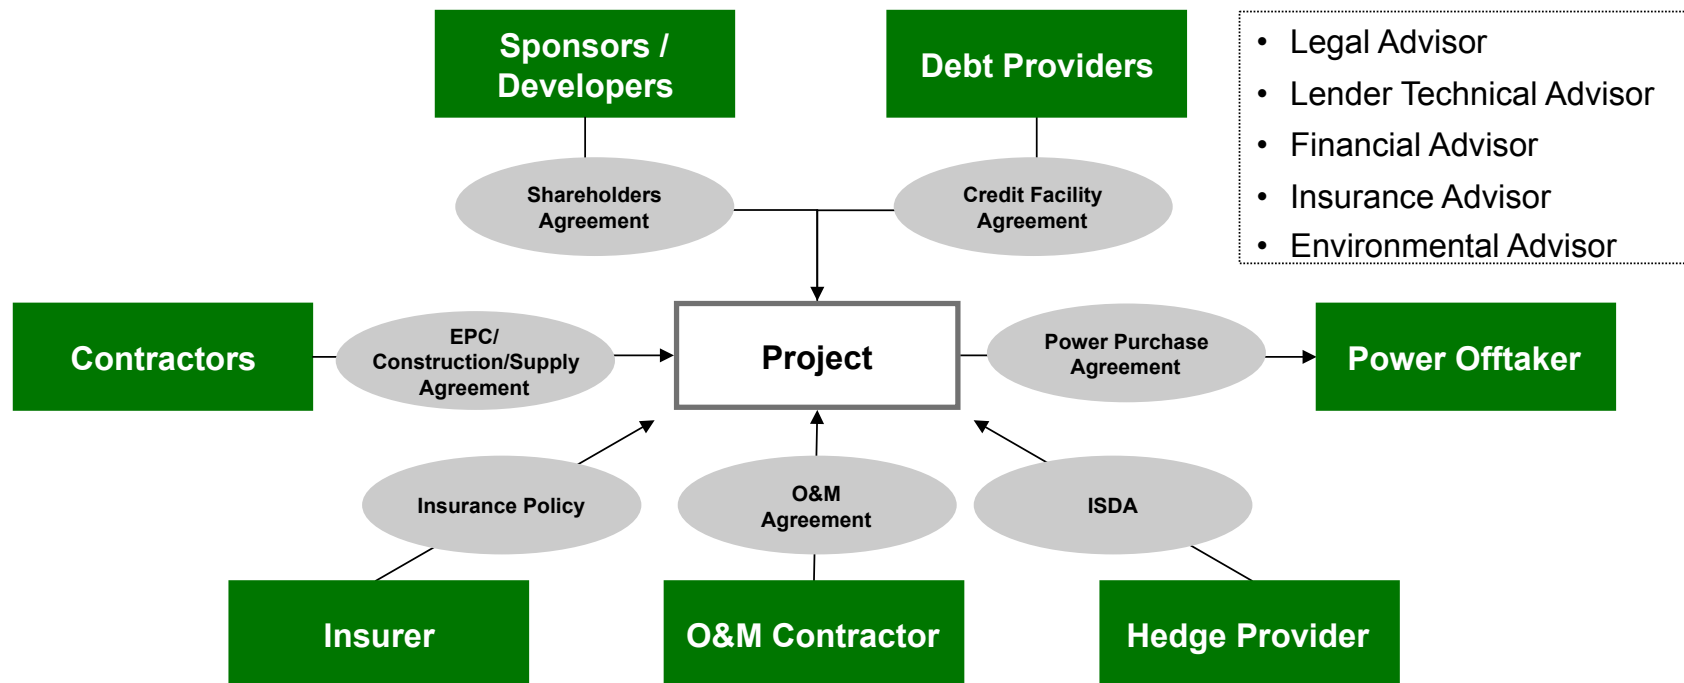 Sponsors /
Developers
Debt Providers
• Legal Advisor
• Lender Technical Advisor
• Financial Advisor
• Insurance Advisor
• Environmental Advisor
Shareholders
Agreement
Credit Facility
Agreement
Contractors
EPC/
Construction/Supply
Agreement
Project
Power Purchase
Agreement
Power Offtaker
Insurance Policy
O&M
Agreement
ISDA
Insurer
O&M Contractor
Hedge Provider